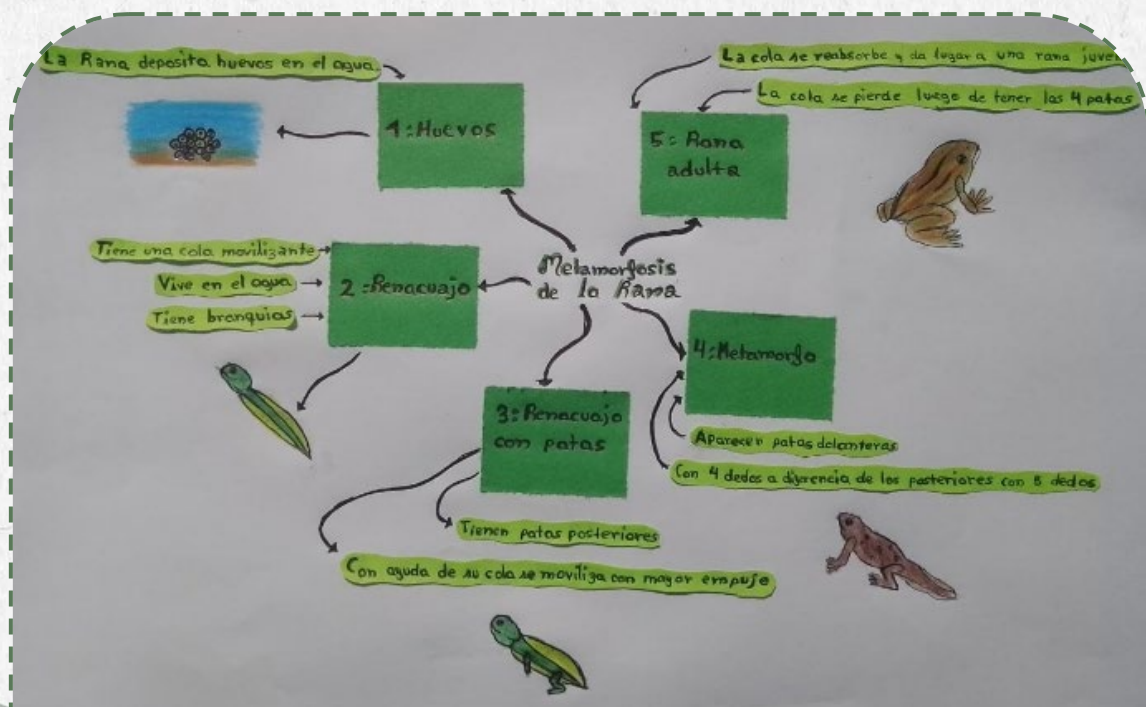 La Rana deposita huevos en el agua.
1:Huevos
La cola se reabsorbe y da lugar a una rana
La cola se pierde luego de tener las 4 patas
5: Rana
adulta
Metamorfosis
de la Rana
Tiene una cola movilizante
Vive en el agua
Tiene branquias
2:Renacuajo
3:Renacuajo
con patas
Tienen patas posteriores
Con ayuda de su cola se moviliza con mayor empuje
4:Metamorfo
Aparecen patas delanteras
Con 4 dedos a diferencia de los posteriores con 5 dedos